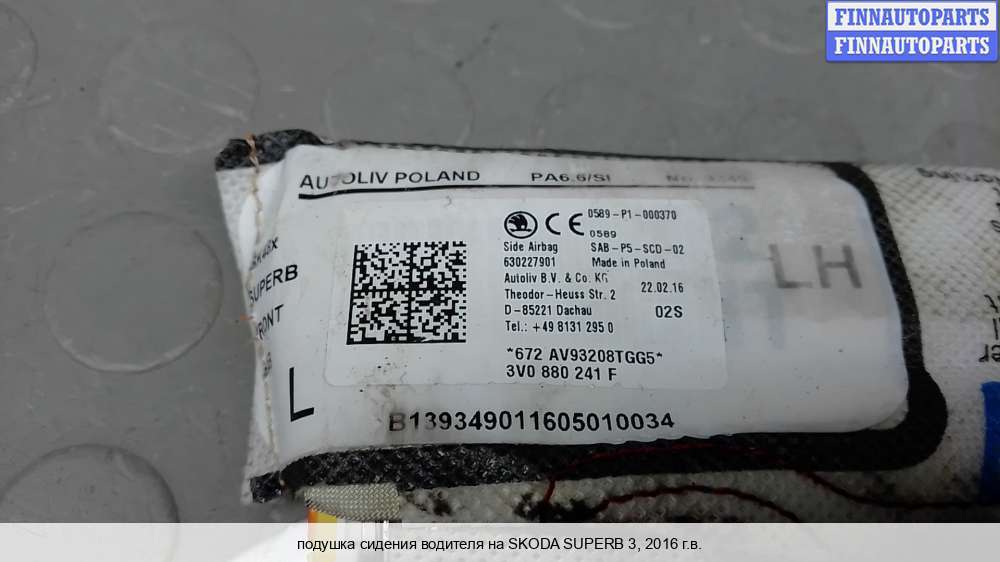 FINNAUTOPARTS
FINNAUTOPARTS
AUTOLIV POLAND PA6.6/SI
SUPERB
L
LH
CE 0589-P1-000370
0589
Side Airbag SAB-P5-SCD-02
630227901 Made in Poland
Autoliv B.V. & Co. KG
Theodor-Heuss Str. 2 22.02.16
D-85221 Dachau 02S
Tel.: +49 8131 295 0
*672 AV93208TGG5*
3V0 880 241 F
B139349011605010034
подушка сидения водителя на SKODA SUPERB 3, 2016 г.в.